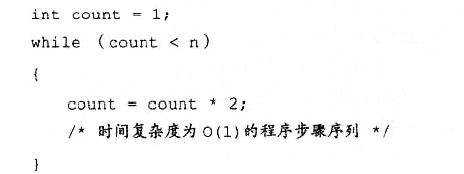 int count = 1;
while (count < n)
{
count = count * 2;
/* 时间复杂度为O(1)的程序步骤序列 */
}